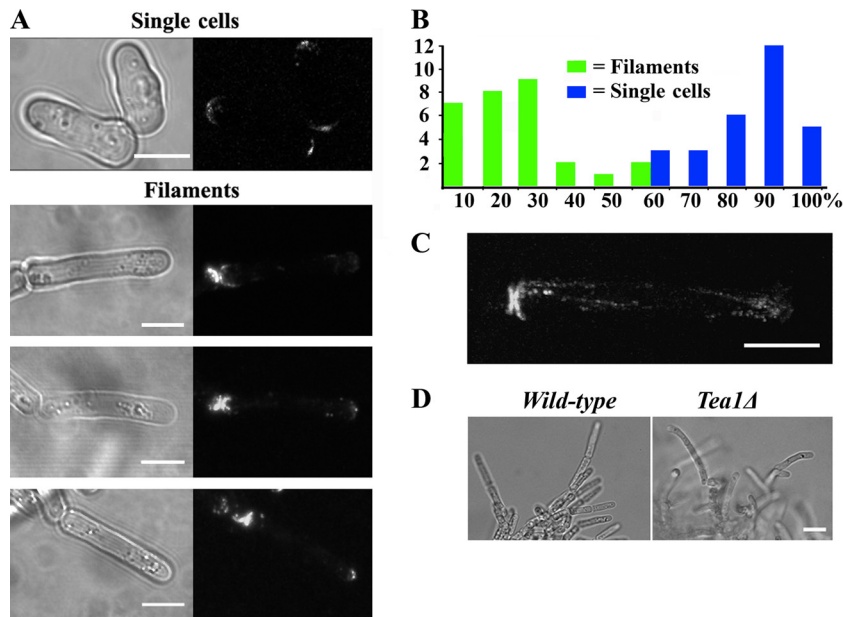 A
Single cells
Filaments
B
12
10
8
6
4
2
= Filaments
= Single cells
10 20 30 40 50 60 70 80 90 100%
C
D
Wild-type Tea1Δ